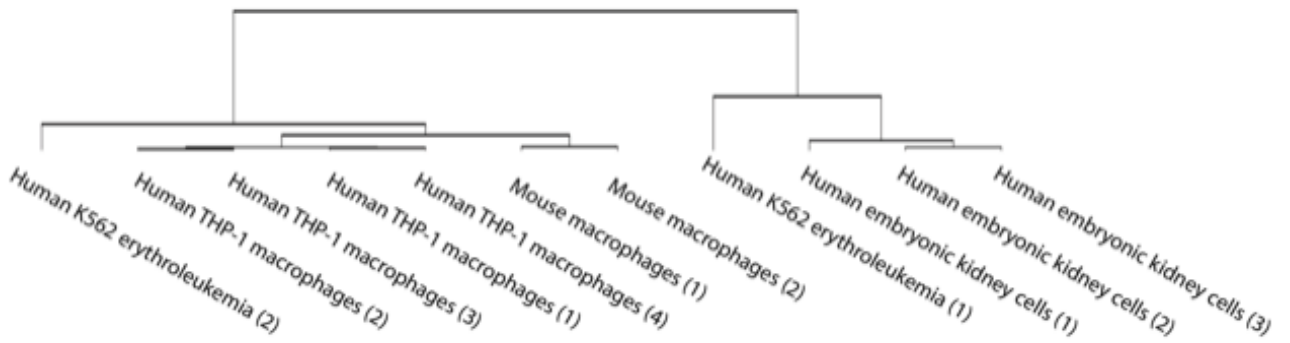 Human K562 erythroleukemia (2)
Human THP-1 macrophages (2)
Human THP-1 macrophages (3)
Human THP-1 macrophages (1)
Human THP-1 macrophages (4)
Mouse macrophages (1)
Mouse macrophages (2)
Human K562 erythroleukemia (1)
Human embryonic kidney cells (1)
Human embryonic kidney cells (2)
Human embryonic kidney cells (3)